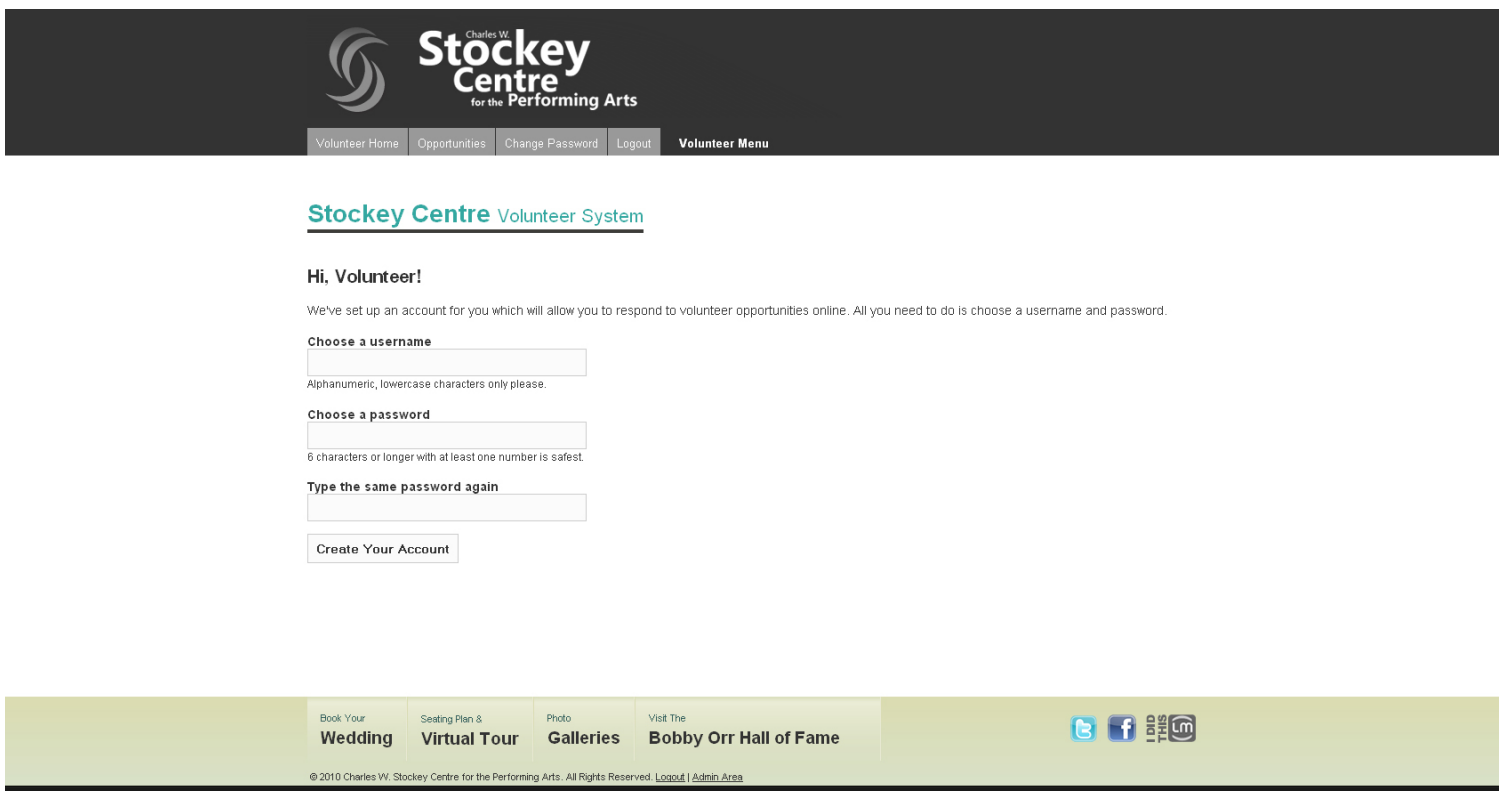 Charles W.
Stockey
Centre
for the Performing Arts
Volunteer Home Opportunities Change Password Logout Volunteer Menu
Stockey Centre Volunteer System
Hi, Volunteer!
We've set up an account for you which will allow you to respond to volunteer opportunities online. All you need to do is choose a username and password.
Choose a username
Alphanumeric, lowercase characters only please.
Choose a password
6 characters or longer with at least one number is safest.
Type the same password again
Create Your Account
Book Your Seating Plan & Photo Visit The
Wedding Virtual Tour Galleries Bobby Orr Hall of Fame
I DID
THIS
lm
© 2010 Charles W. Stockey Centre for the Performing Arts. All Rights Reserved. Logout | Admin Area